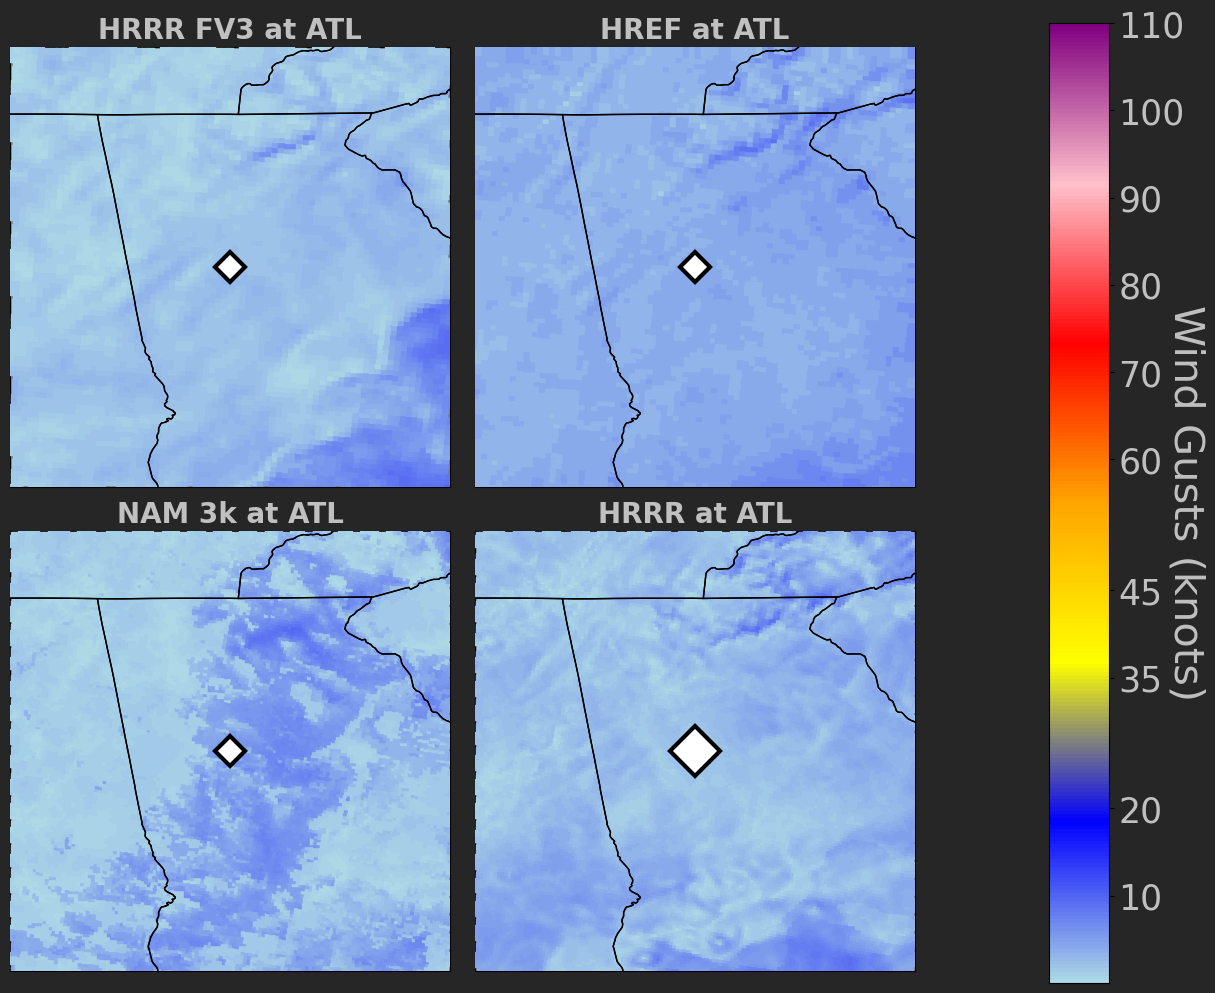 HRRR FV3 at ATL
HREF at ATL
NAM 3k at ATL
HRRR at ATL
110
100
90
80
70
60
45
35
20
10
Wind Gusts (knots)